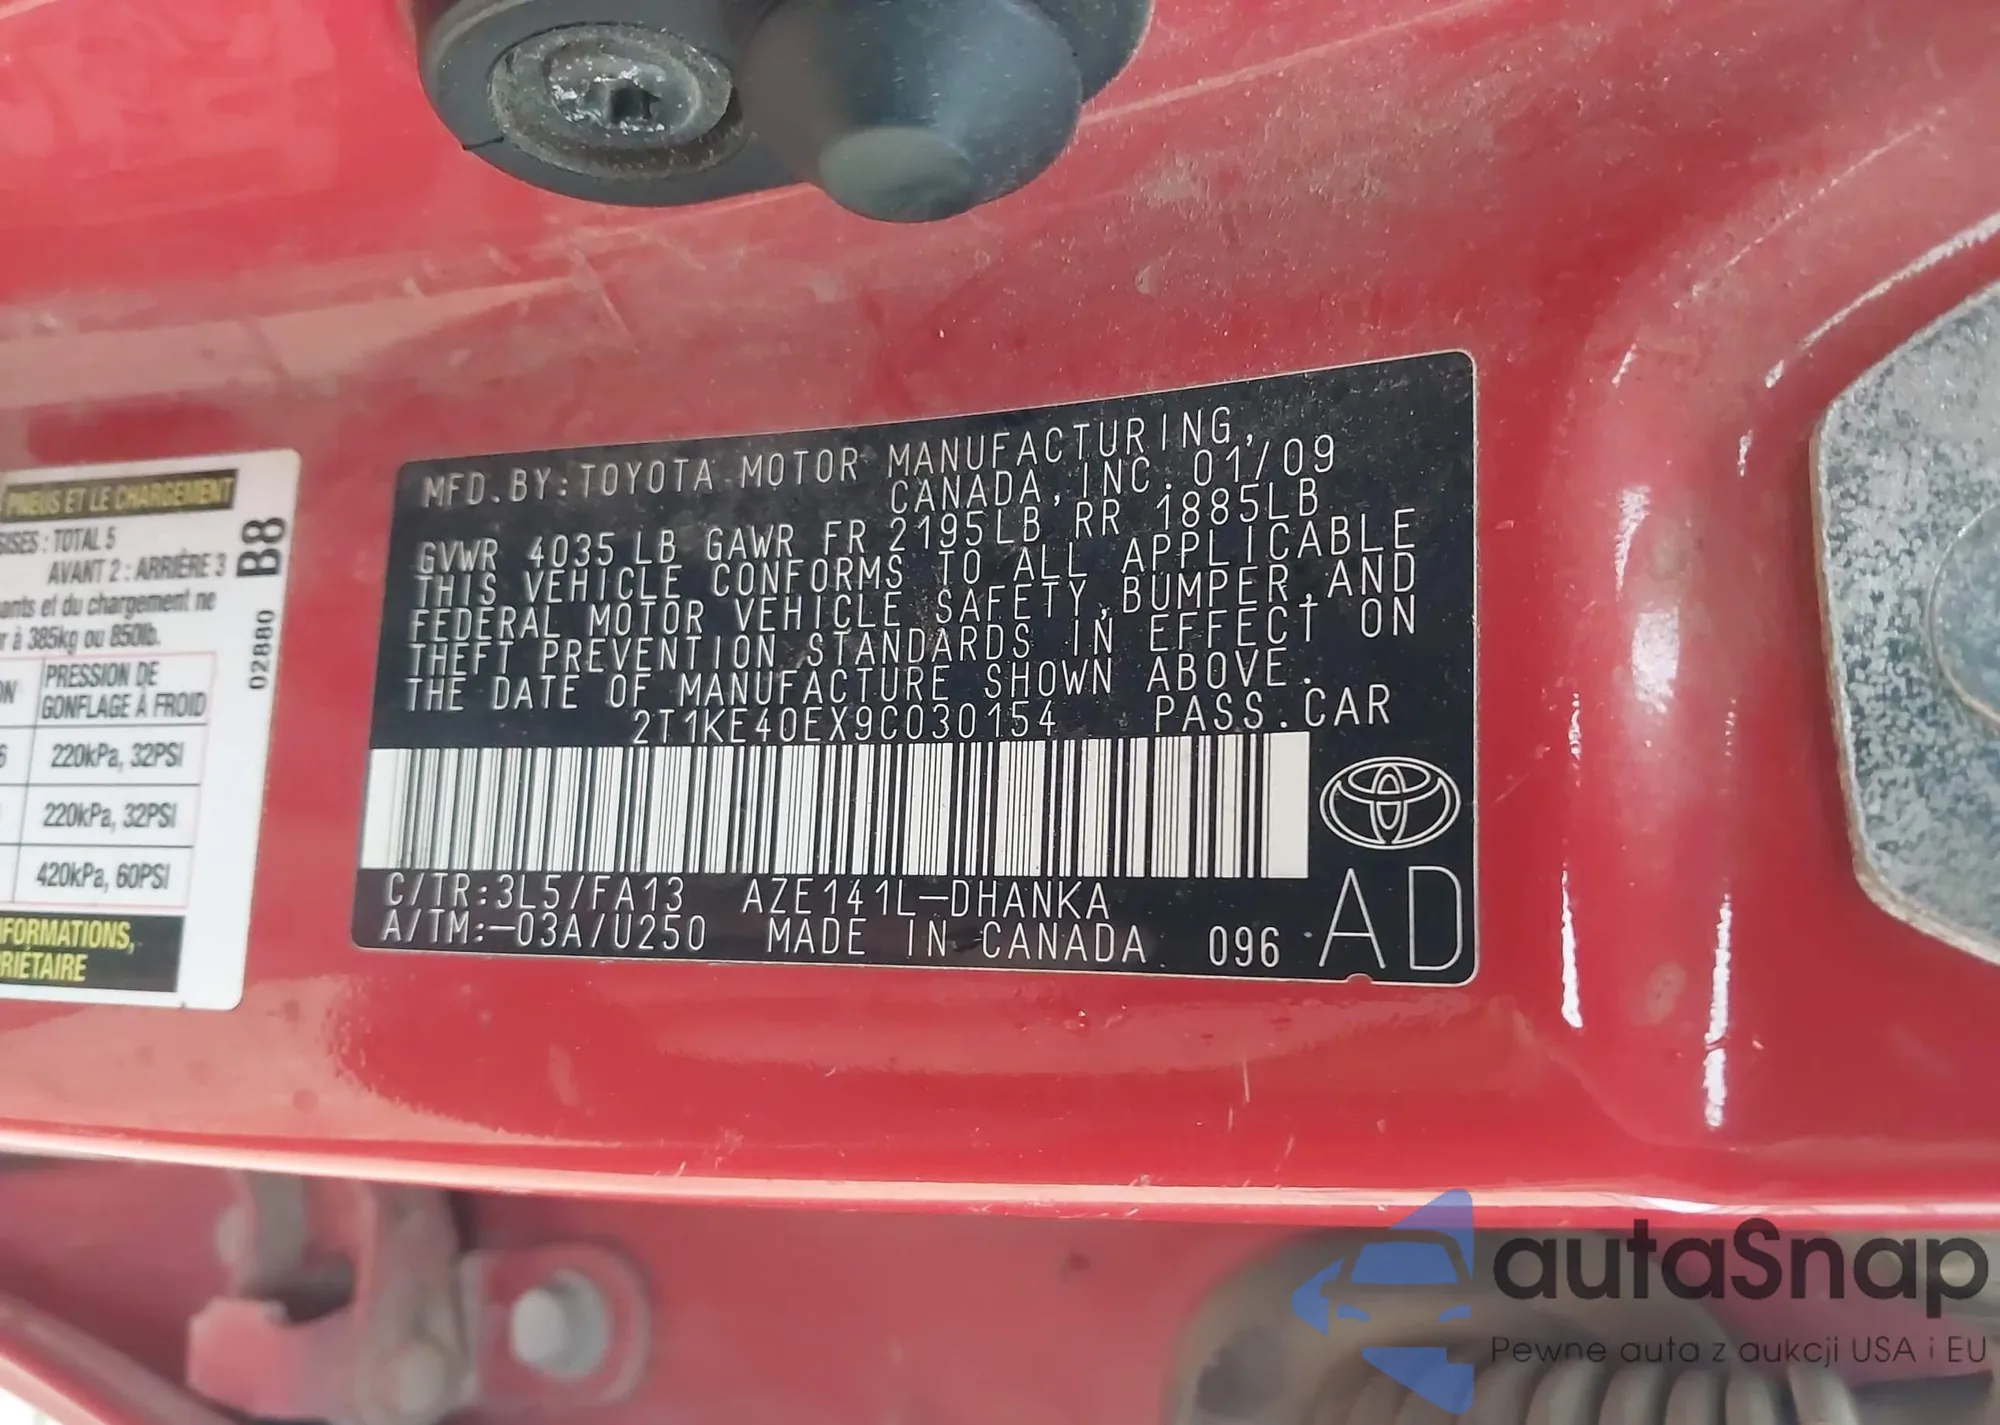 PNEUS ET LE CHARGEMENT
TOTAL 5
AVANT 2 : ARRIÈRE 3
et du chargement ne
à 385kg ou 850lb.
PRESSION DE
GONFLAGE À FROID
220kPa, 32PSI
220kPa, 32PSI
420kPa, 60PSI
B8
02880
MFD. BY: TOYOTA MOTOR MANUFACTURING,
CANADA, INC. 01/09
GVWR 4035 LB GAWR FR 2195LB RR 1885LB
THIS VEHICLE CONFORMS TO ALL APPLICABLE
FEDERAL MOTOR VEHICLE SAFETY, BUMPER, AND
THEFT PREVENTION STANDARDS IN EFFECT ON
THE DATE OF MANUFACTURE SHOWN ABOVE.
2T1KE40EX9C030154 PASS. CAR
C/TR:3L5/FA13 AZE141L-DHANKA
A/TM:-03A/U250 MADE IN CANADA 096 AD
autaSnap
Pewne auta z aukcji USA i EU